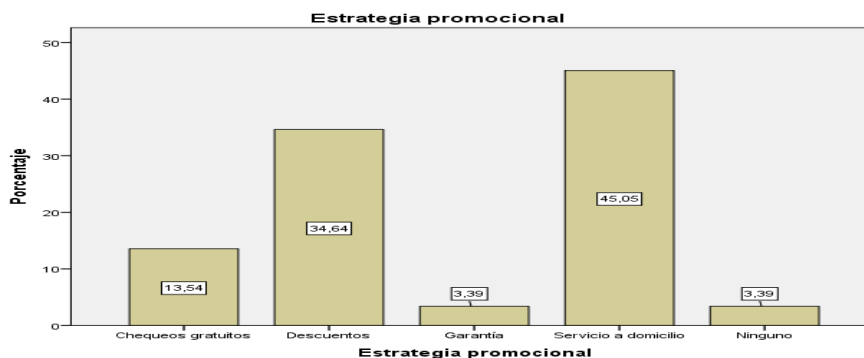 Estrategia promocional
50
40
30
20
10
0
Porcentaje
13,54
34,64
3,39
45,05
3,39
Chequeos gratuitos
Descuentos
Garantía
Servicio a domicilio
Ninguno
Estrategia promocional